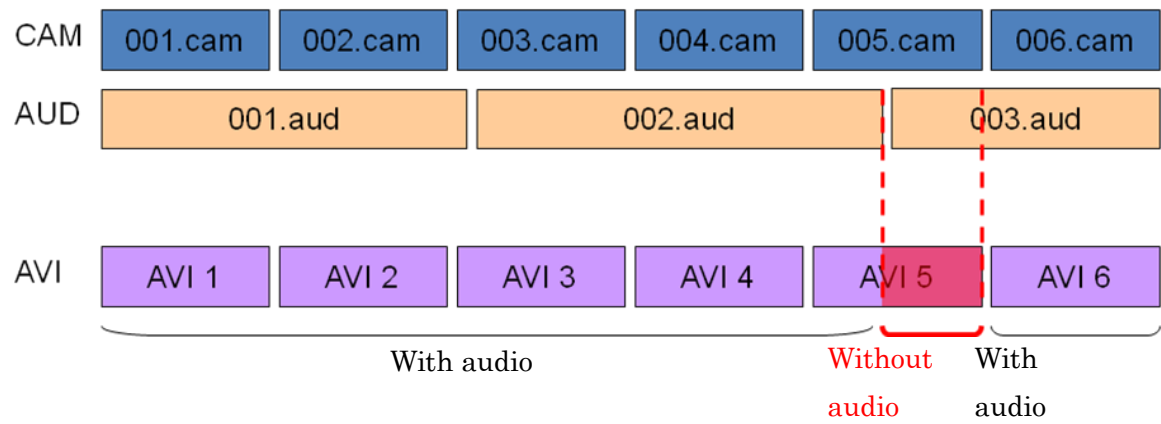 CAM 001.cam 002.cam 003.cam 004.cam 005.cam 006.cam
AUD 001.aud 002.aud 003.aud
AVI AVI 1 AVI 2 AVI 3 AVI 4 AVI 5 AVI 6
With audio Without With
audio audio